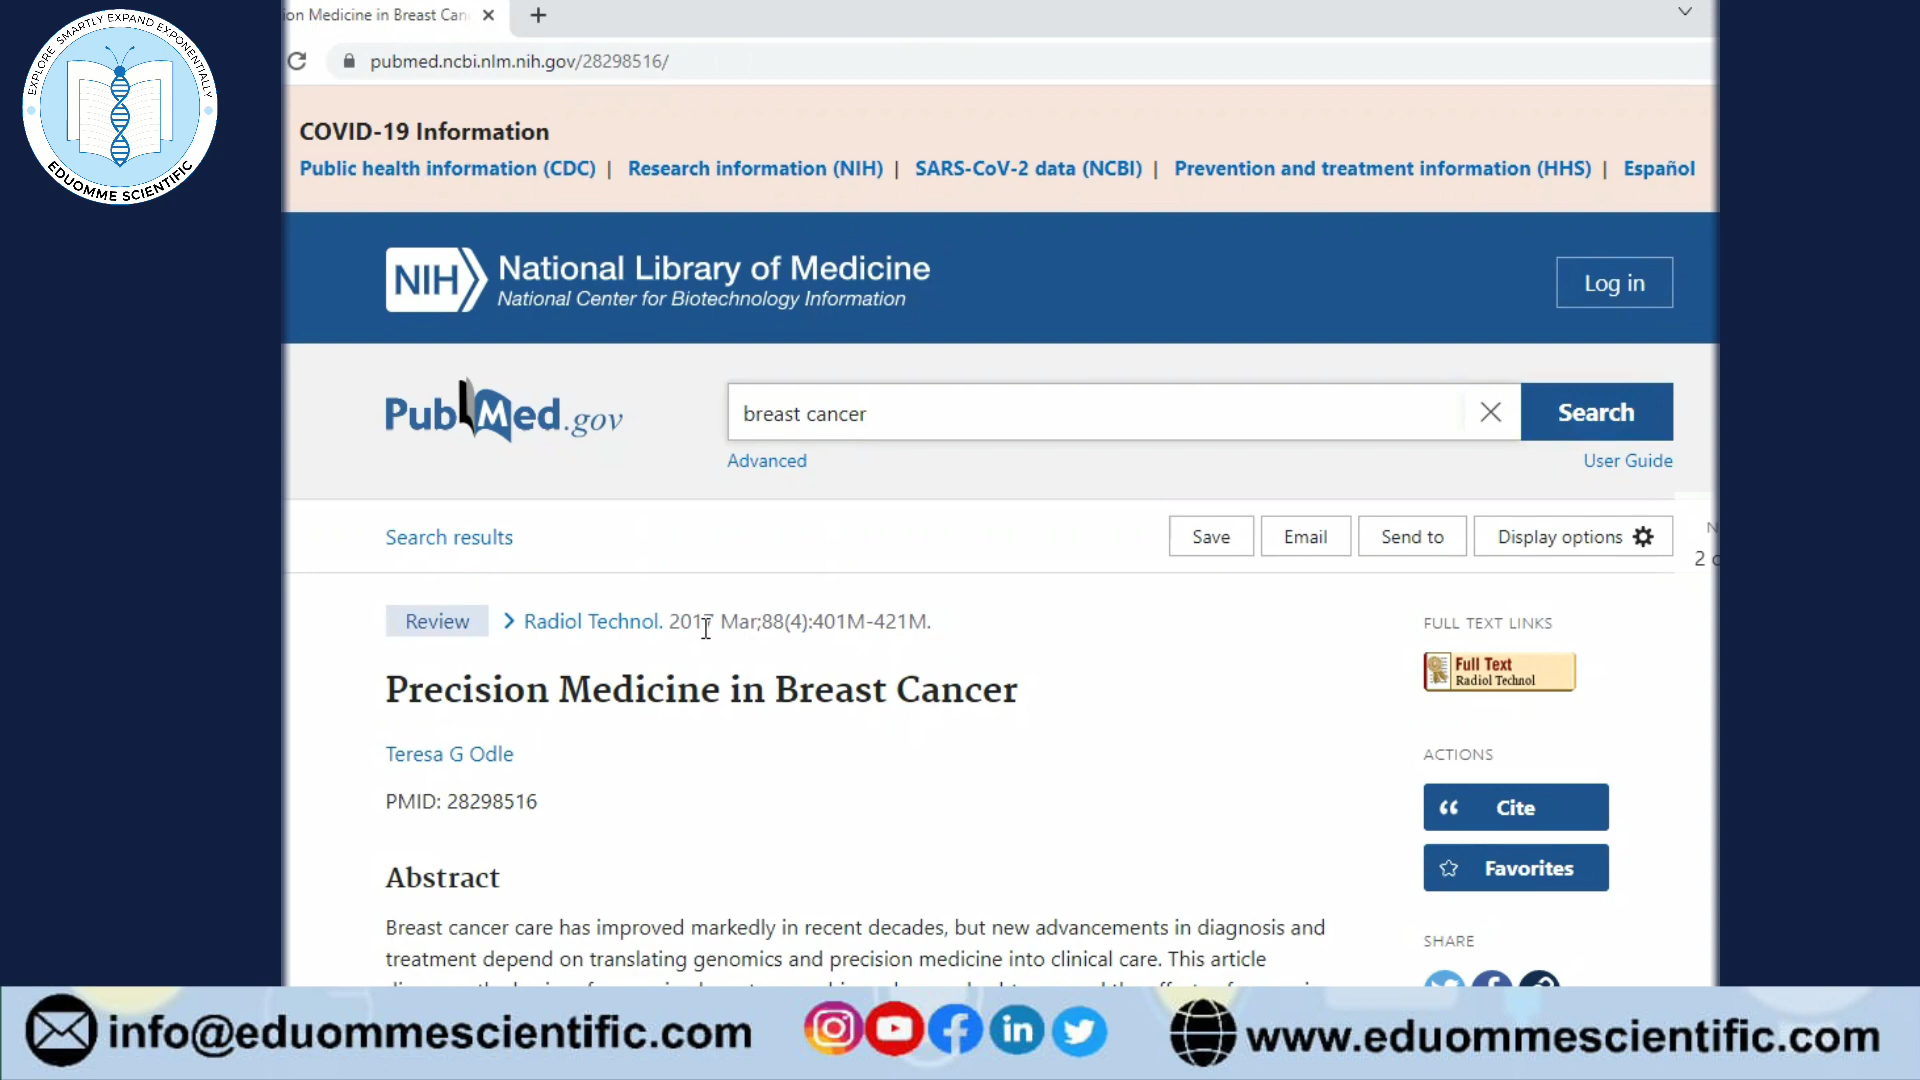 EXPLORE SMARTLY EXPAND EXPONENTIALLY
EDUOMME SCIENTIFIC
ion Medicine in Breast Can
pubmed.ncbi.nlm.nih.gov/28298516/
COVID-19 Information
Public health information (CDC) | Research information (NIH) | SARS-CoV-2 data (NCBI) | Prevention and treatment information (HHS) | Español
NIH National Library of Medicine
National Center for Biotechnology Information
Log in
PubMed.gov
breast cancer
Search
Advanced
User Guide
Search results
Save
Email
Send to
Display options
2
Review
Radiol Technol. 2017 Mar;88(4):401M-421M.
Precision Medicine in Breast Cancer
Teresa G Odle
PMID: 28298516
Abstract
Breast cancer care has improved markedly in recent decades, but new advancements in diagnosis and
treatment depend on translating genomics and precision medicine into clinical care. This article
FULL TEXT LINKS
Full Text
Radiol Technol
ACTIONS
Cite
Favorites
SHARE
info@eduommescientific.com
www.eduommescientific.com